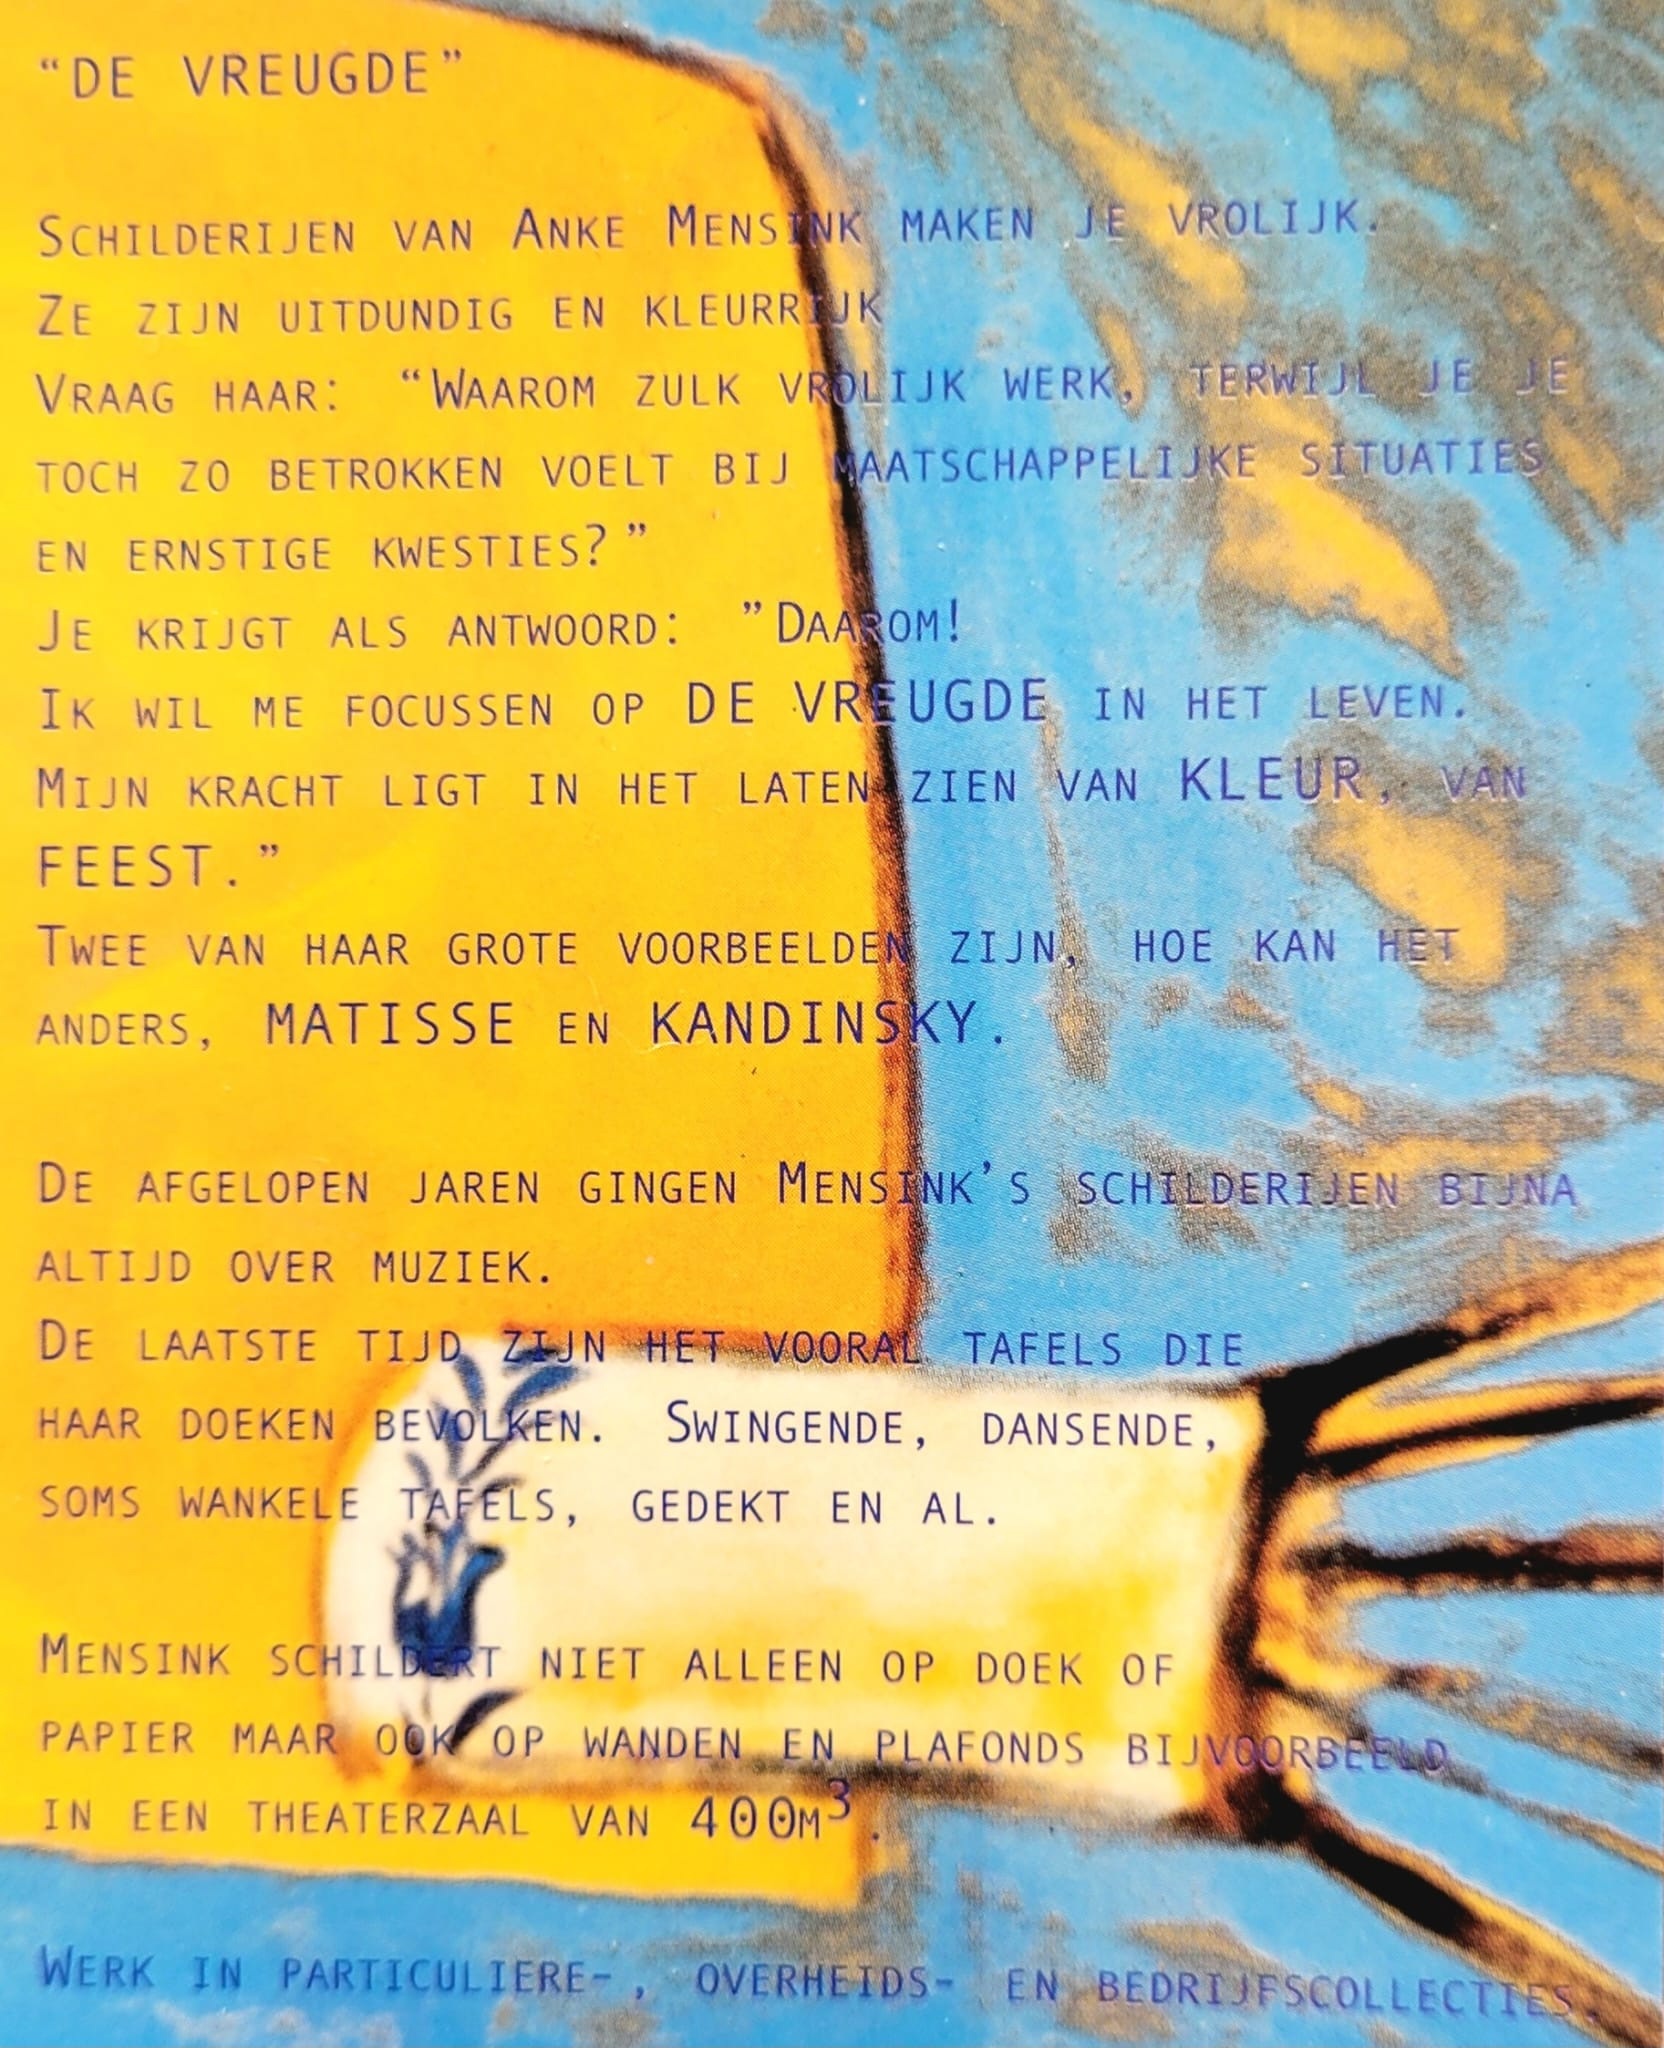 “DE VREUGDE”
SCHILDERIJEN VAN ANKE MENSINK MAKEN JE VROLIJK.
ZE ZIJN UITDUNDIG EN KLEURRIJK
VRAAG HAAR: “WAAROM ZULK VROLIJK WERK, TERWIJL JE JE
TOCH ZO BETROKKEN VOELT BIJ MAATSCHAPPELIJKE SITUATIES
EN ERNSTIGE KWESTIES?”
JE KRIJGT ALS ANTWOORD: ”DAAROM!
IK WIL ME FOCUSSEN OP DE VREUGDE IN HET LEVEN.
MIJN KRACHT LIGT IN HET LATEN ZIEN VAN KLEUR, VAN
FEEST.”
TWEE VAN HAAR GROTE VOORBEELDEN ZIJN, HOE KAN HET
ANDERS, MATISSE EN KANDINSKY.
DE AFGELOPEN JAREN GINGEN MENSINK’S SCHILDERIJEN BIJNA
ALTIJD OVER MUZIEK.
DE LAATSTE TIJD ZIJN HET VOORAL TAFELS DIE
HAAR DOEKEN BEVOLKEN. SWINGENDE, DANSENDE,
SOMS WANKELE TAFELS, GEDEKT EN AL.
MENSINK SCHILDERT NIET ALLEEN OP DOEK OF
PAPIER MAAR OOK OP WANDEN EN PLAFONDS BIJVOORBEELD
IN EEN THEATERZAAL VAN 400M³.
WERK IN PARTICULIERE-, OVERHEIDS- EN BEDRIJFSCOLLECTIES.